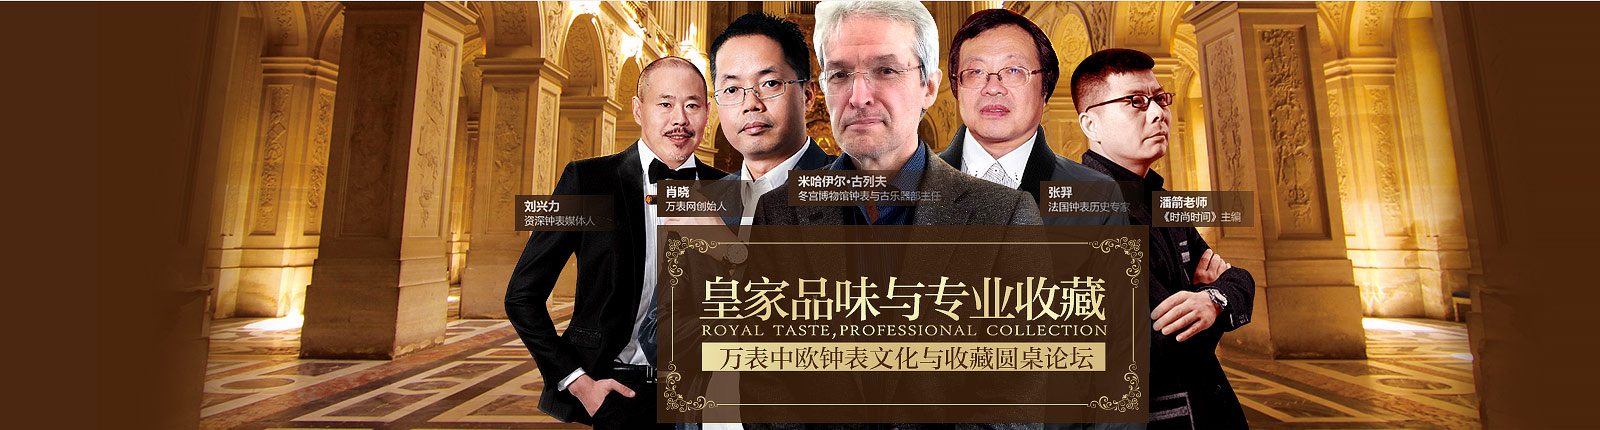 刘兴力
资深钟表媒体人
肖晓
万表网创始人
米哈伊尔·古列夫
冬宫博物馆钟表与古乐器部主任
张羿
法国钟表历史专家
潘箭老师
《时尚时间》主编
皇家品味与专业收藏
ROYAL TASTE,PROFESSIONAL COLLECTION
万表中欧钟表文化与收藏圆桌论坛